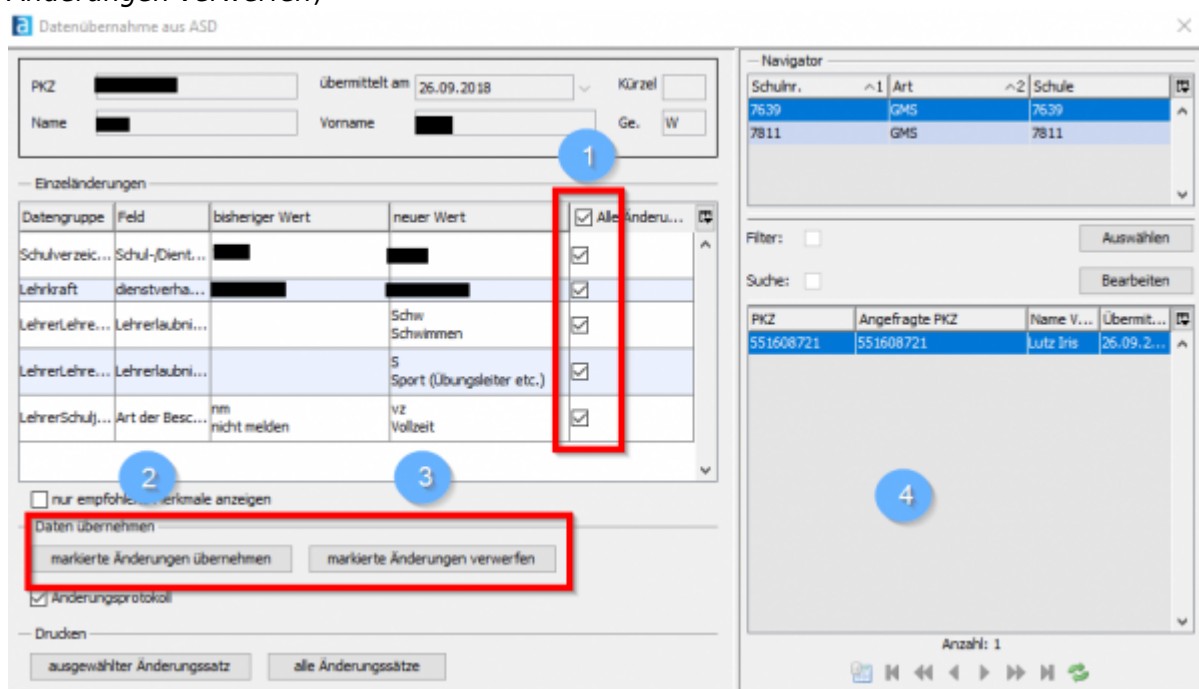 Änderungen verwerfen)
Datenübernahme aus ASD
PKZ
übermittelt am 26.09.2018
Kürzel
Name
Vorname
Ge. W
Einzeländerungen
Datengruppe Feld bisheriger Wert neuer Wert Alle Änderu...
Schulverzeic... Schul-/Dient...
Lehrkraft dienstverha...
LehrerLehre... Lehrerlaubni... Schw
Schwimmen
LehrerLehre... Lehrerlaubni... S
Sport (Übungsleiter etc.)
LehrerSchulj... Art der Besc... nm
nicht melden
vz
Vollzeit
1
2
3
nur
anzeigen
Daten übernehmen
markierte Änderungen übernehmen
markierte Änderungen verwerfen
Änderungsprotokoll
Drucken
ausgewählter Änderungssatz
alle Änderungssätze
Navigator
Schulnr. ^1 Art ^2 Schule
7639 GMS 7639
7811 GMS 7811
Filter: Auswählen
Suche: Bearbeiten
PKZ Angefragte PKZ Name V... Übermit...
551608721 551608721 Lutz Iris 26.09.2...
4
Anzahl: 1